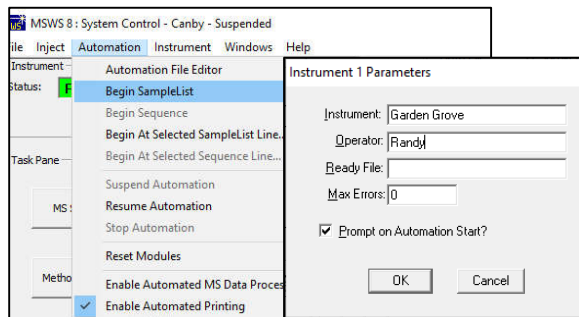 MSWS 8 : System Control - Canby - Suspended
ile Inject Automation Instrument Windows Help
Instrument
Status:
Automation File Editor
Begin SampleList
Begin Sequence
Begin At Selected SampleList Line...
Begin At Selected Sequence Line...
Task Pane
Suspend Automation
Resume Automation
Stop Automation
MS
Reset Modules
Metho
Enable Automated MS Data Proces
Enable Automated Printing
Instrument 1 Parameters
Instrument: Garden Grove
Operator: Randy
Ready File:
Max Errors: 0
Prompt on Automation Start?
OK Cancel